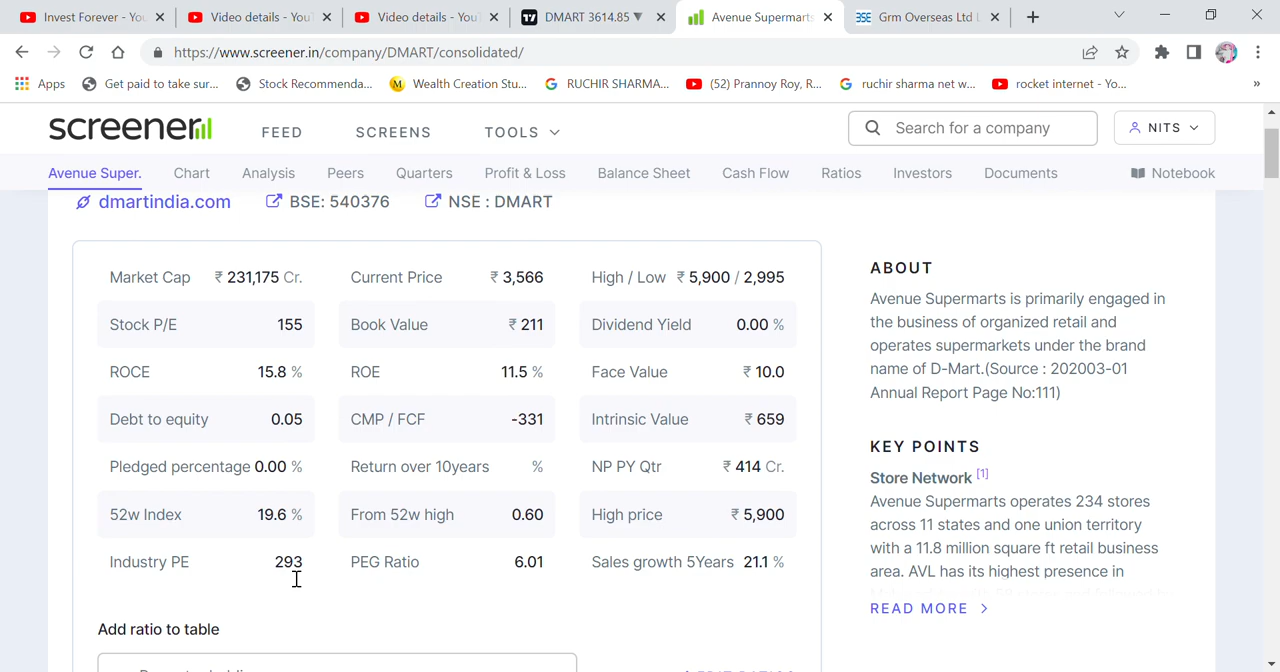 Invest Forever - You
Video details - YouT
Video details - YouT
DMART 3614.85 ▼
Avenue Supermarts
Grm Overseas Ltd L
https://www.screener.in/company/DMART/consolidated/
Apps
Get paid to take sur...
Stock Recommenda...
Wealth Creation Stu...
RUCHIR SHARMA...
(52) Prannoy Roy, R...
ruchir sharma net w...
rocket internet - Yo...
»
screener
FEED
SCREENS
TOOLS
Search for a company
NITS
Avenue Super.
Chart
Analysis
Peers
Quarters
Profit & Loss
Balance Sheet
Cash Flow
Ratios
Investors
Documents
Notebook
dmartindia.com
BSE: 540376
NSE : DMART
Market Cap ₹ 231,175 Cr.
Current Price ₹ 3,566
High / Low ₹ 5,900 / 2,995
Stock P/E 155
Book Value ₹ 211
Dividend Yield 0.00 %
ROCE 15.8 %
ROE 11.5 %
Face Value ₹ 10.0
Debt to equity 0.05
CMP / FCF -331
Intrinsic Value ₹ 659
Pledged percentage 0.00 %
Return over 10years %
NP PY Qtr ₹ 414 Cr.
52w Index 19.6 %
From 52w high 0.60
High price ₹ 5,900
Industry PE 293
PEG Ratio 6.01
Sales growth 5Years 21.1 %
Add ratio to table
ABOUT
Avenue Supermarts is primarily engaged in
the business of organized retail and
operates supermarkets under the brand
name of D-Mart.(Source : 202003-01
Annual Report Page No:111)
KEY POINTS
Store Network [1]
Avenue Supermarts operates 234 stores
across 11 states and one union territory
with a 11.8 million square ft retail business
area. AVL has its highest presence in
READ MORE